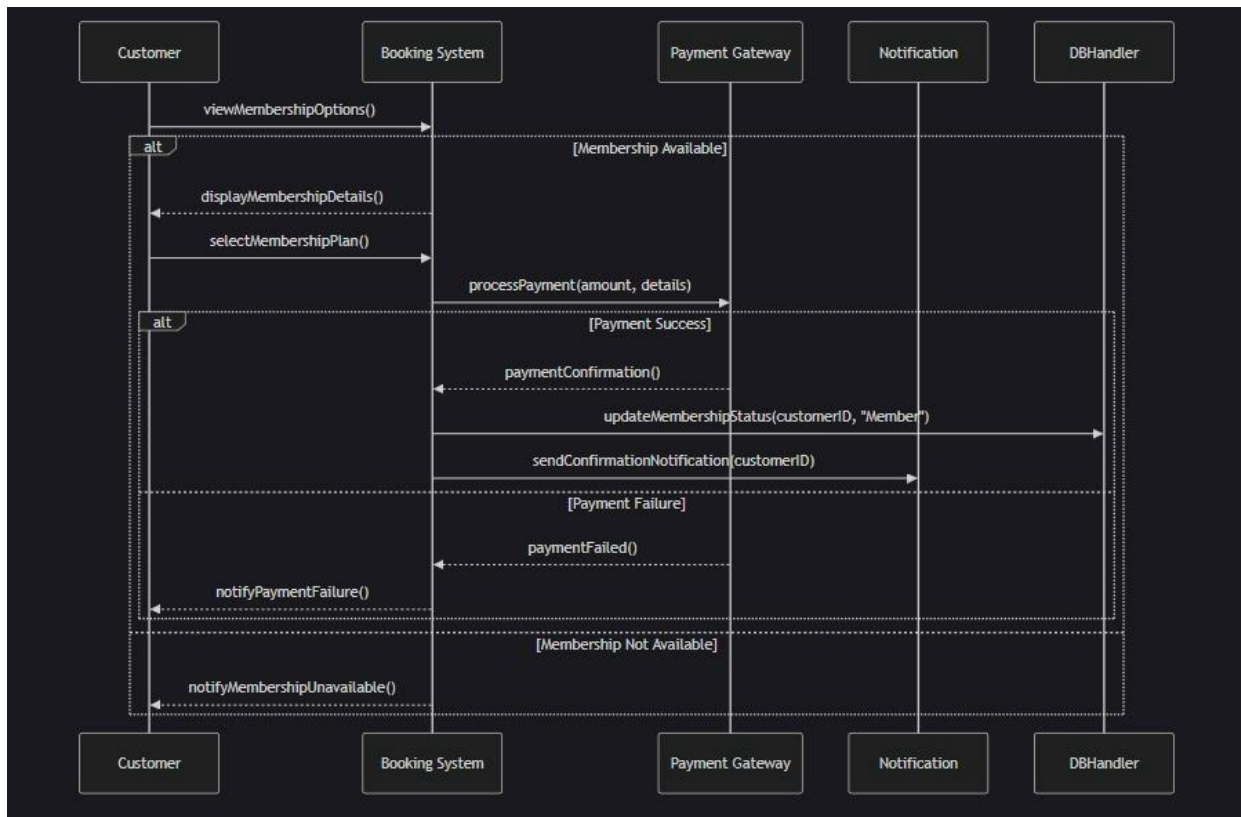 Customer
Booking System
Payment Gateway
Notification
DBHandler
viewMembershipOptions()
alt
[Membership Available]
displayMembershipDetails()
selectMembershipPlan()
processPayment(amount, details)
alt
[Payment Success]
paymentConfirmation()
updateMembershipStatus(customerID, "Member")
sendConfirmationNotification(customerID)
[Payment Failure]
paymentFailed()
notifyPaymentFailure()
[Membership Not Available]
notifyMembershipUnavailable()
Customer
Booking System
Payment Gateway
Notification
DBHandler